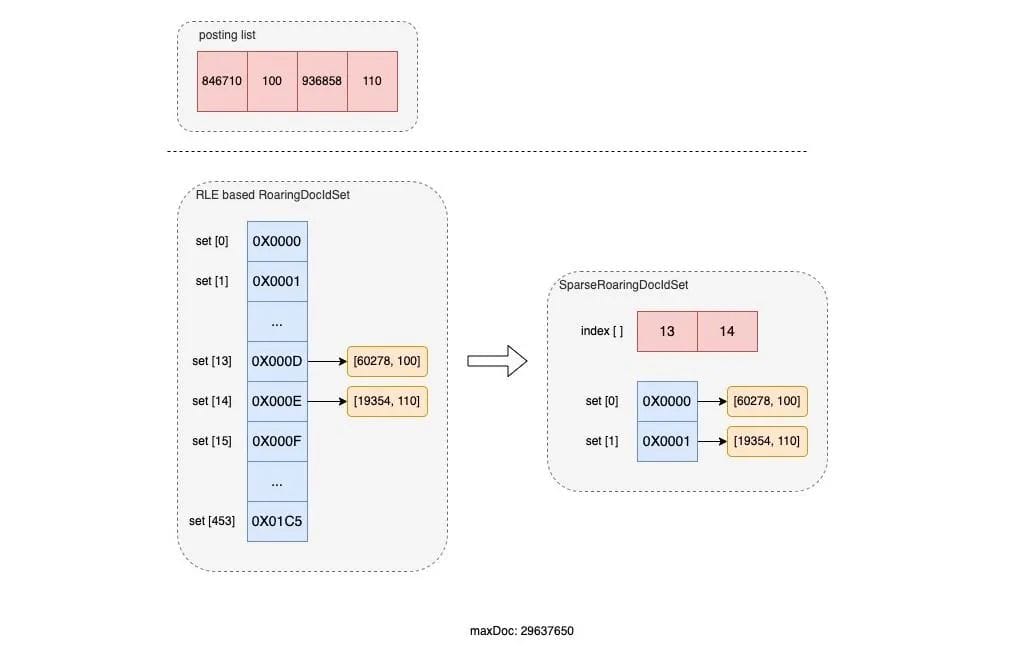 posting list
846710 100 936858 110
RLE based RoaringDocIdSet
set [0] 0X0000
set [1] 0X0001
...
set [13] 0X000D [60278, 100]
set [14] 0X000E [19354, 110]
set [15] 0X000F
...
set [453] 0X01C5
SparseRoaringDocIdSet
index [ ] 13 14
set [0] 0X0000 [60278, 100]
set [1] 0X0001 [19354, 110]
maxDoc: 29637650